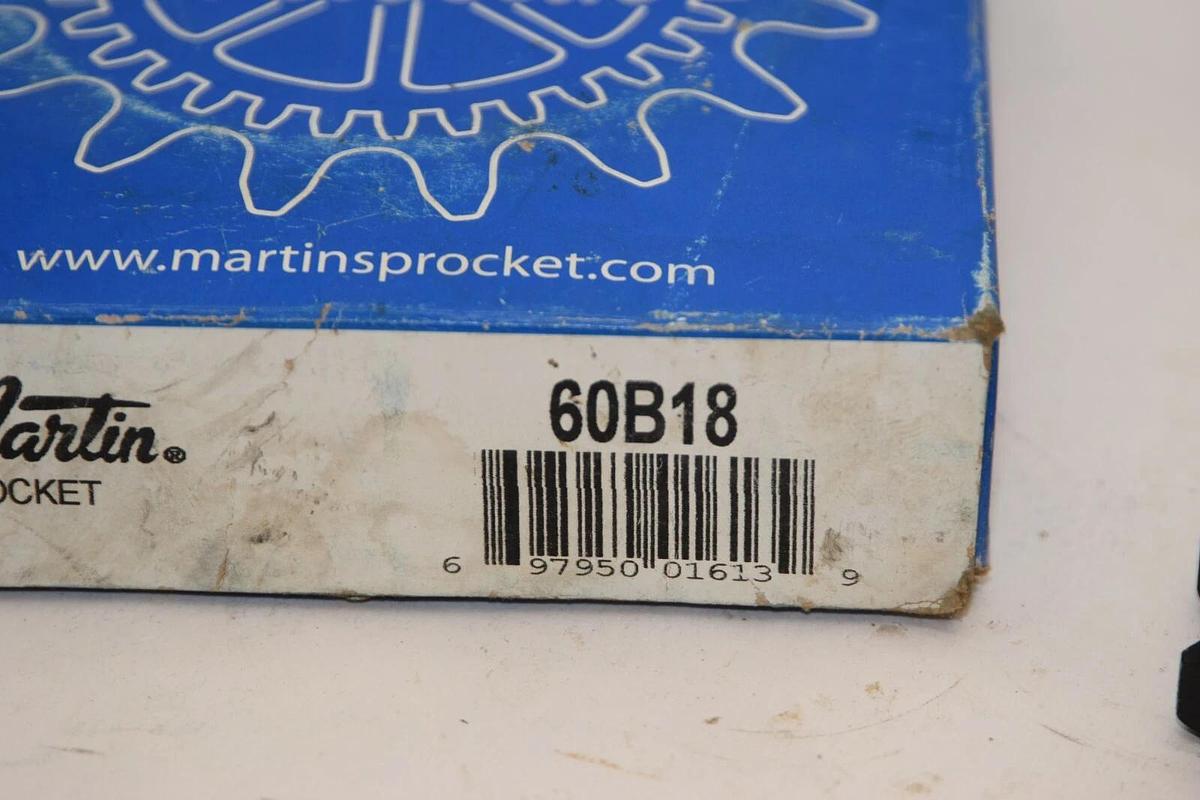 www.martinsprocket.com
60B18
Martin®
OCKET
6 97950 01613 9